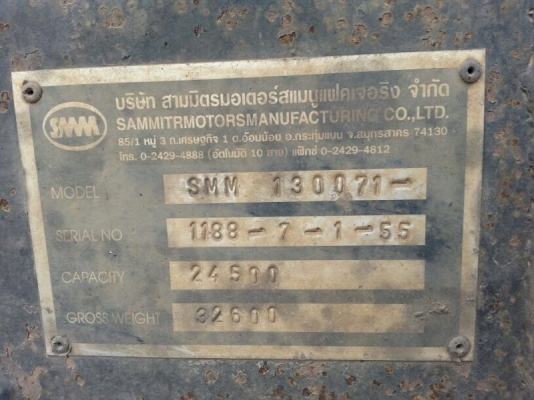 SMM
บริษัท สามมิตรมอเตอร์สแมนูแฟคเจอริง จำกัด
SAMMITRMOTORSMANUFACTURING CO.,LTD.
85/1 หมู่ 3 ถ.เศรษฐกิจ 1 ต.อ้อมน้อย อ.กระทุ่มแบน จ.สมุทรสาคร 74130
โทร. 0-2429-4888 (อัตโนมัติ 10 สาย) แฟ็กซ์ 0-2429-4812
MODEL SMM 130071-
SERIAL NO 1188-7-1-55
CAPACITY 24500
GROSS WEIGHT 32600